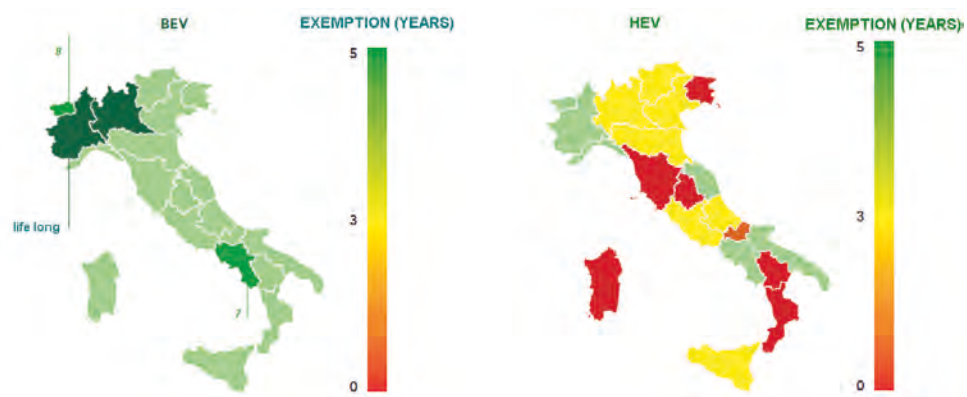 BEV
EXEMPTION (YEARS)
8
5
3
life long
7
0
HEV
EXEMPTION (YEARS)
5
3
0